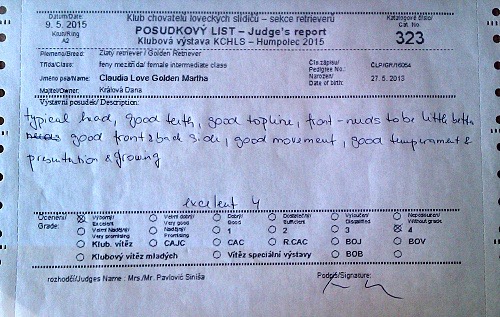 Datum/Date
9. 5. 2015
Kruh/Ring
A2
Klub chovatelů loveckých slídičů – sekce retrieverů
POSUDKOVÝ LIST – Judge's report
Klubová výstava KCHLS - Humpolec 2015
Katalogové číslo/
Cat. No.
323
Plemeno/Breed: Zlatý retrívr / Golden Retriever
Třída/Class: feny mezitřída/ female intermediate class
Jméno psa/Name: Claudia Love Golden Martha
Majitel/Owner: Králová Dana
Číslo zápisu/
Pedigree No.: ČLP/GR/16054
Narozen/
Date of birth: 27. 5. 2013
Výstavní posudek/ Description:
typical head, good teeth, good topline, front - needs to be little beth
good front & back side, good movement, good temperament &
presentation & growing
excelent 4
Ocenění/
Grade:
Výborný/ Excelent
Velmi dobrý/ Very good
Dobrý/ Good
Dostatečný/ Sufficient
Vyloučen/ Disqualified
Neposouzen/ Without grade
Velmi Nadějný/ Very promising
Nadějný/ Promising
1
2
3
4
Klub. vítěz
CAJC
CAC
R.CAC
BOJ
BOV
Klubový vítěz mladých
Vítěz speciální výstavy
BOB
rozhodčí/Judges Name : Mrs./Mr. Pavlovič Siniša
Podpis/Signature: